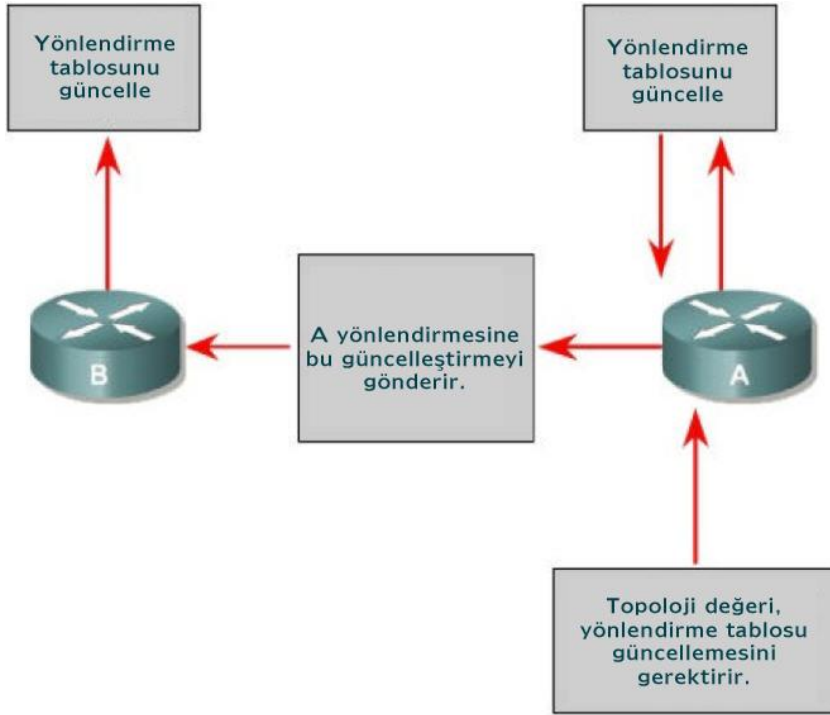 Yönlendirme
tablosunu
güncelle
Yönlendirme
tablosunu
güncelle
B
A yönlendirmesine
bu güncelleştirmeyi
gönderir.
A
Topoloji değeri,
yönlendirme tablosu
güncellemesini
gerektirir.